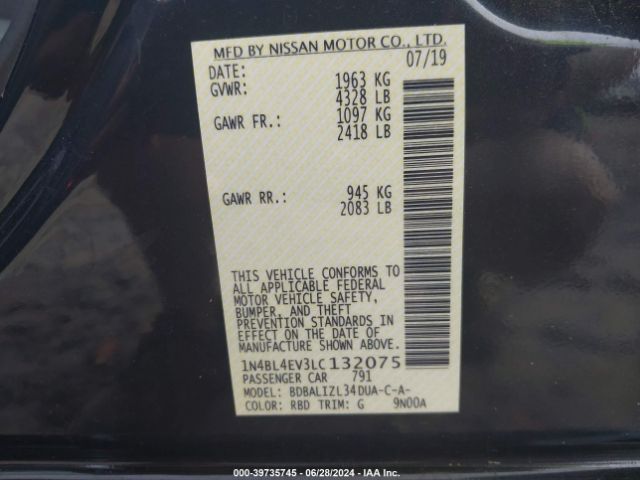 MFD BY NISSAN MOTOR CO., LTD.
DATE: 07/19
GVWR: 1963 KG
4328 LB
GAWR FR.: 1097 KG
2418 LB
GAWR RR.: 945 KG
2083 LB
THIS VEHICLE CONFORMS TO
ALL APPLICABLE FEDERAL
MOTOR VEHICLE SAFETY,
BUMPER, AND THEFT
PREVENTION STANDARDS IN
EFFECT ON THE DATE OF
MANUFACTURE SHOWN ABOVE.
1N4BL4EV3LC132075
PASSENGER CAR 791
MODEL: BDBALIZL34DUA-C-A-
COLOR: RBD TRIM: G 9N00A
000-39735745 - 06/28/2024 - IAA Inc.